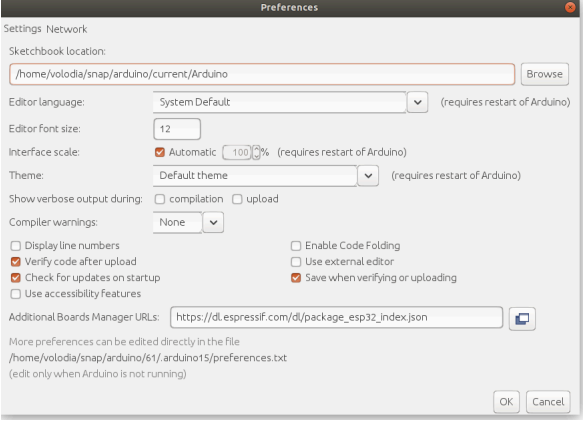 Preferences
Settings Network
Sketchbook location:
/home/volodia/snap/arduino/current/Arduino Browse
Editor language: System Default (requires restart of Arduino)
Editor font size: 12
Interface scale: Automatic 100 % (requires restart of Arduino)
Theme: Default theme (requires restart of Arduino)
Show verbose output during: compilation upload
Compiler warnings: None
Display line numbers Enable Code Folding
Verify code after upload Use external editor
Check for updates on startup Save when verifying or uploading
Use accessibility features
Additional Boards Manager URLs: https://dl.espressif.com/dl/package_esp32_index.json
More preferences can be edited directly in the file
/home/volodia/snap/arduino/61/.arduino15/preferences.txt
(edit only when Arduino is not running)
OK Cancel